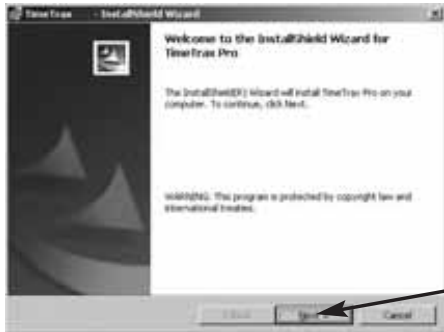 TimeTrax - InstallShield Wizard
Welcome to the InstallShield Wizard for
TimeTrax Pro
The InstallShield(R) Wizard will install TimeTrax Pro on your
computer. To continue, click Next.
WARNING: This program is protected by copyright law and
international treaties.
< Back Next > Cancel